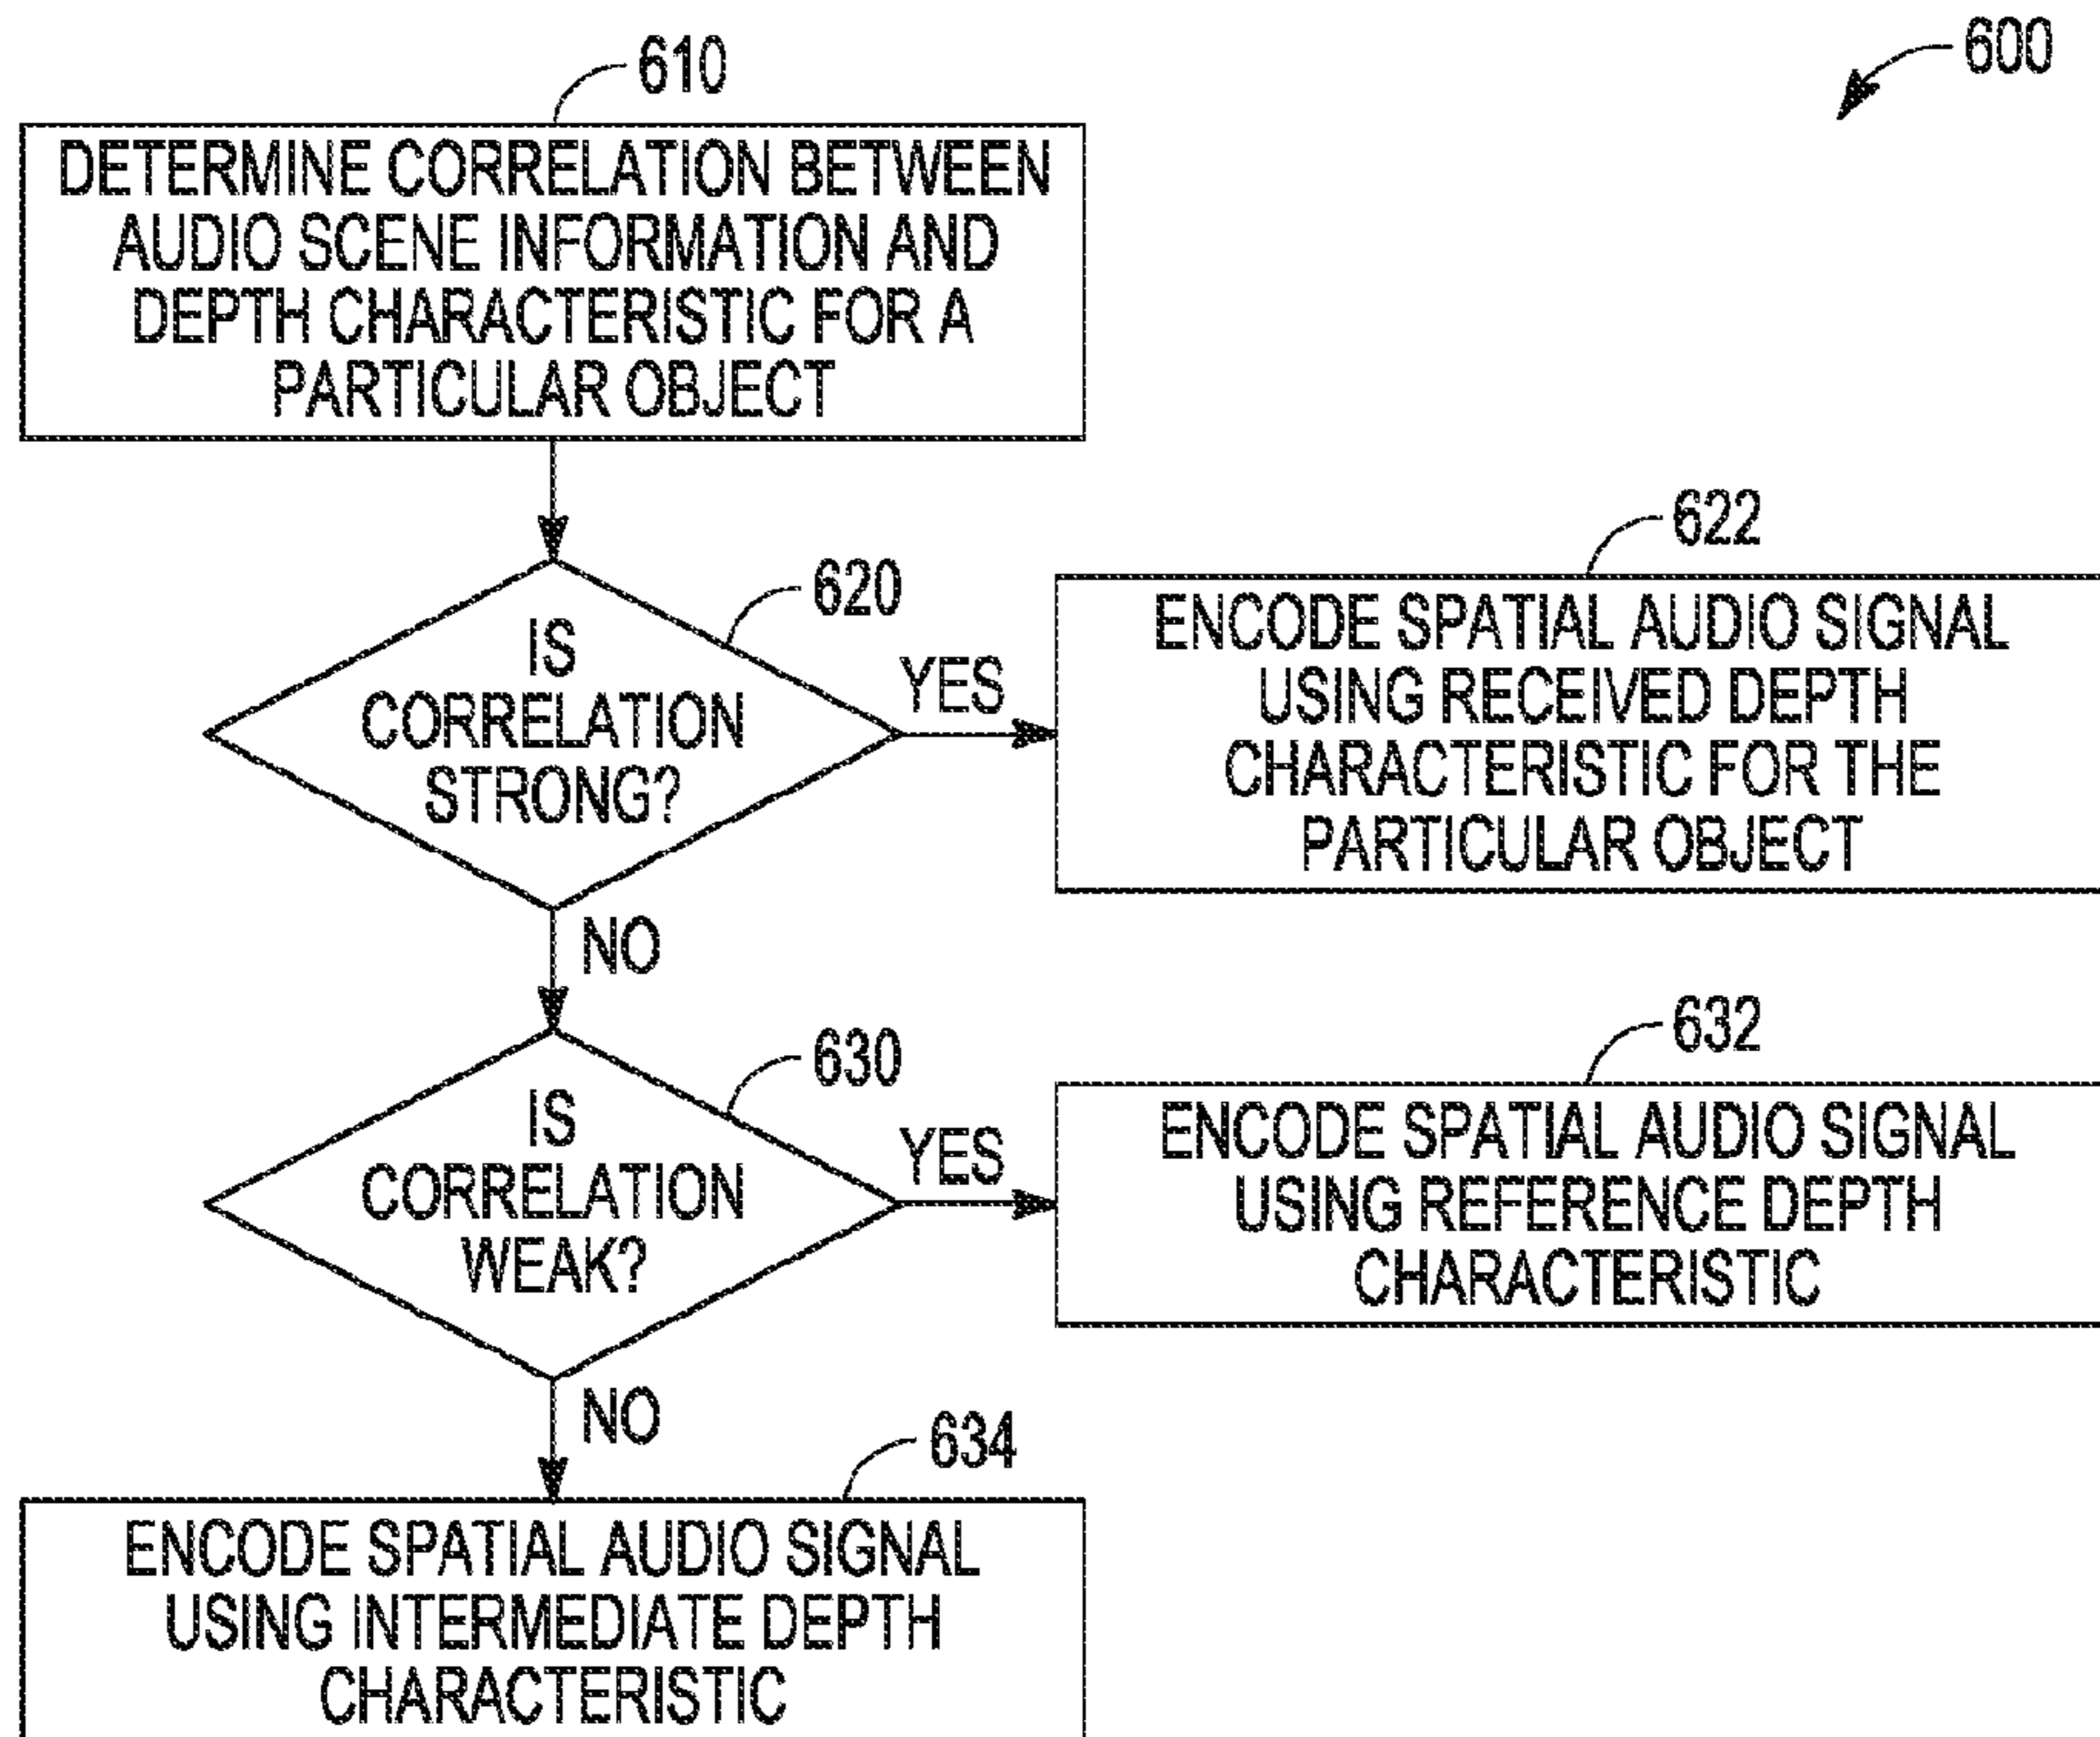 600
610
DETERMINE CORRELATION BETWEEN
AUDIO SCENE INFORMATION AND
DEPTH CHARACTERISTIC FOR A
PARTICULAR OBJECT
620
IS
CORRELATION
STRONG?
YES
622
ENCODE SPATIAL AUDIO SIGNAL
USING RECEIVED DEPTH
CHARACTERISTIC FOR THE
PARTICULAR OBJECT
NO
630
IS
CORRELATION
WEAK?
YES
632
ENCODE SPATIAL AUDIO SIGNAL
USING REFERENCE DEPTH
CHARACTERISTIC
NO
634
ENCODE SPATIAL AUDIO SIGNAL
USING INTERMEDIATE DEPTH
CHARACTERISTIC